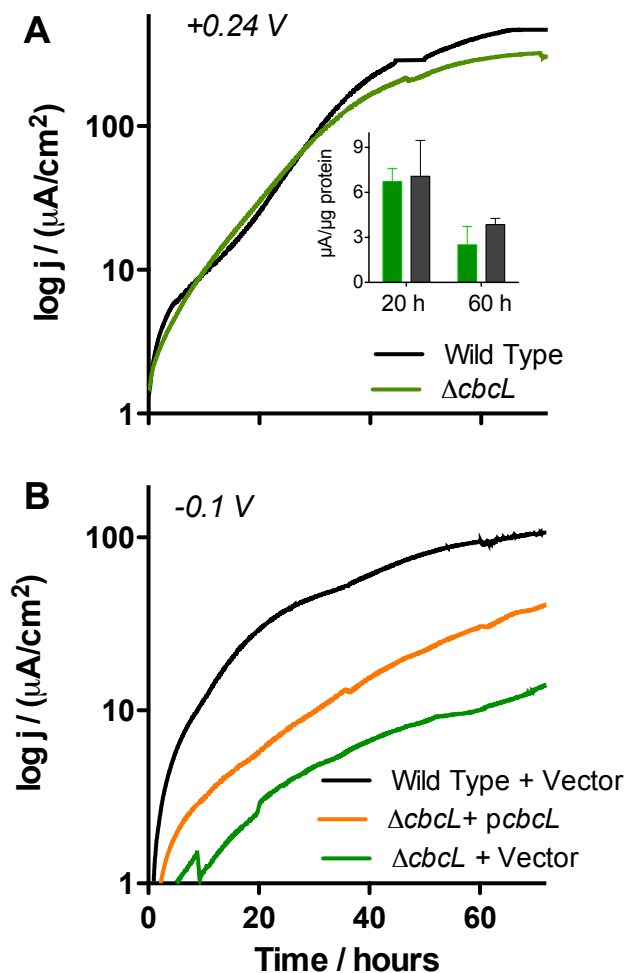 A
+0.24 V
log j / (µA/cm²)
100
10
1
µA/µg protein
9
6
3
0
20 h
60 h
Wild Type
ΔcbcL
B
-0.1 V
log j / (µA/cm²)
100
10
1
Wild Type + Vector
ΔcbcL+ pcbcL
ΔcbcL + Vector
0
20
40
60
Time / hours